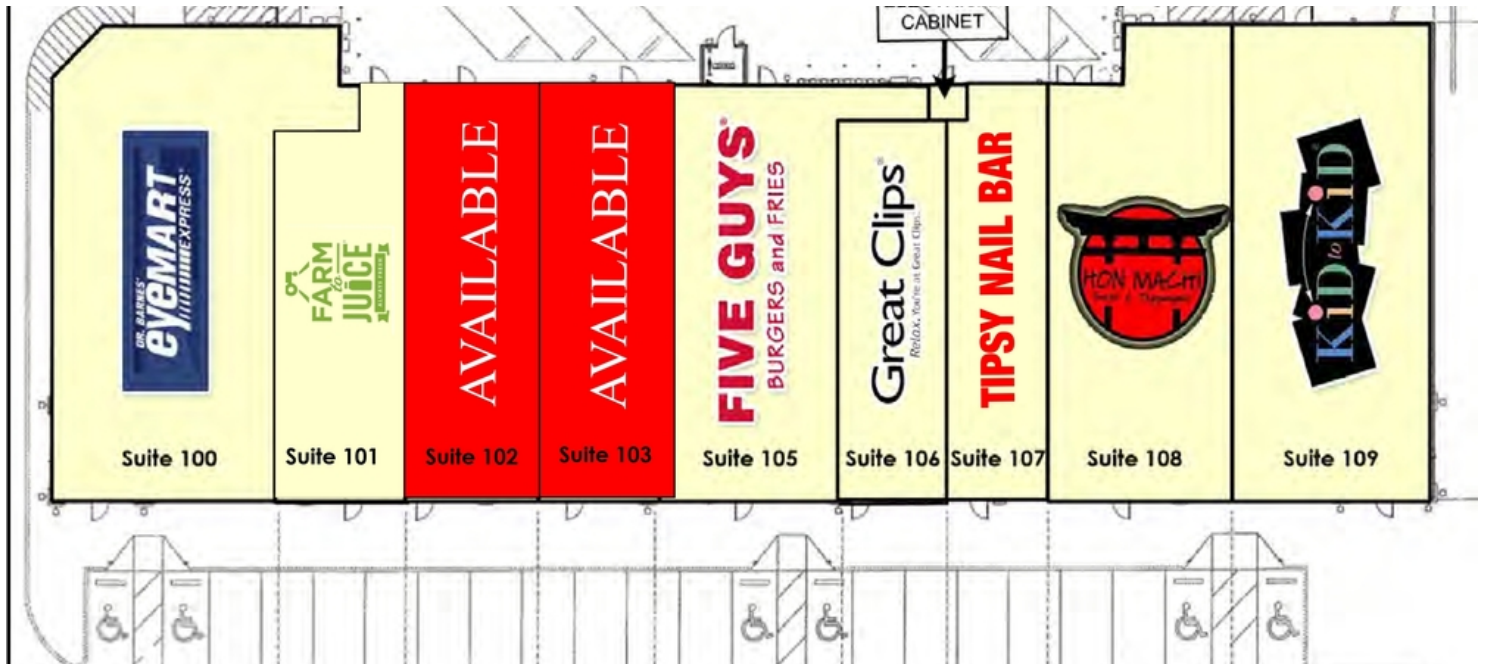 CABINET
DR. BARNES'
eyeMART
EXPRESS
FARM
to
JUiCE
AVAILABLE
AVAILABLE
FIVE GUYS®
BURGERS and FRIES
Great Clips®
Relax. You're at Great Clips.
TIPSY NAIL BAR
HON MACHI
KiD to KiD
Suite 100
Suite 101
Suite 102
Suite 103
Suite 105
Suite 106
Suite 107
Suite 108
Suite 109